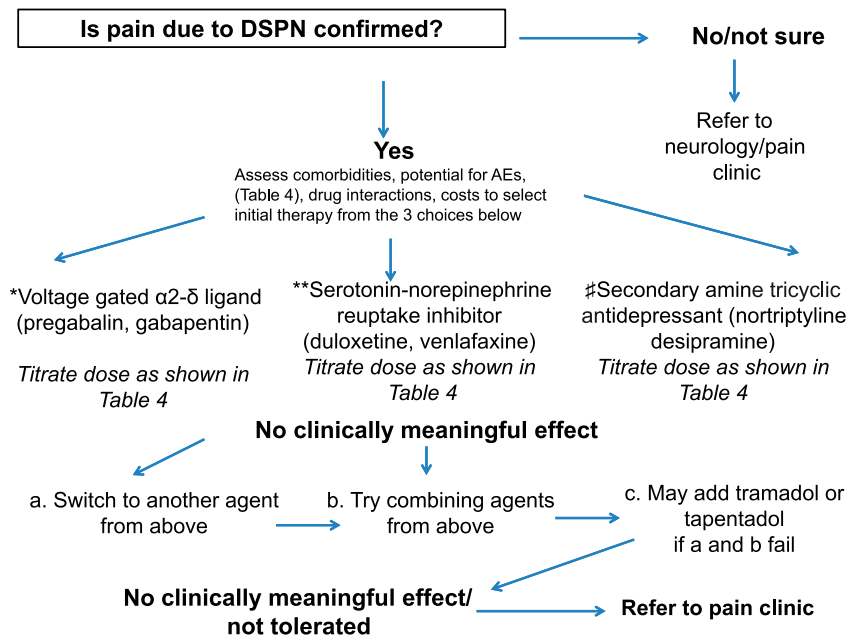 Is pain due to DSPN confirmed?
No/not sure
Refer to
neurology/pain
clinic
Yes
Assess comorbidities, potential for AEs,
(Table 4), drug interactions, costs to select
initial therapy from the 3 choices below
*Voltage gated α2-δ ligand
(pregabalin, gabapentin)
Titrate dose as shown in
Table 4
**Serotonin-norepinephrine
reuptake inhibitor
(duloxetine, venlafaxine)
Titrate dose as shown in
Table 4
♯Secondary amine tricyclic
antidepressant (nortriptyline
desipramine)
Titrate dose as shown in
Table 4
No clinically meaningful effect
a. Switch to another agent
from above
b. Try combining agents
from above
c. May add tramadol or
tapentadol
if a and b fail
No clinically meaningful effect/
not tolerated
Refer to pain clinic